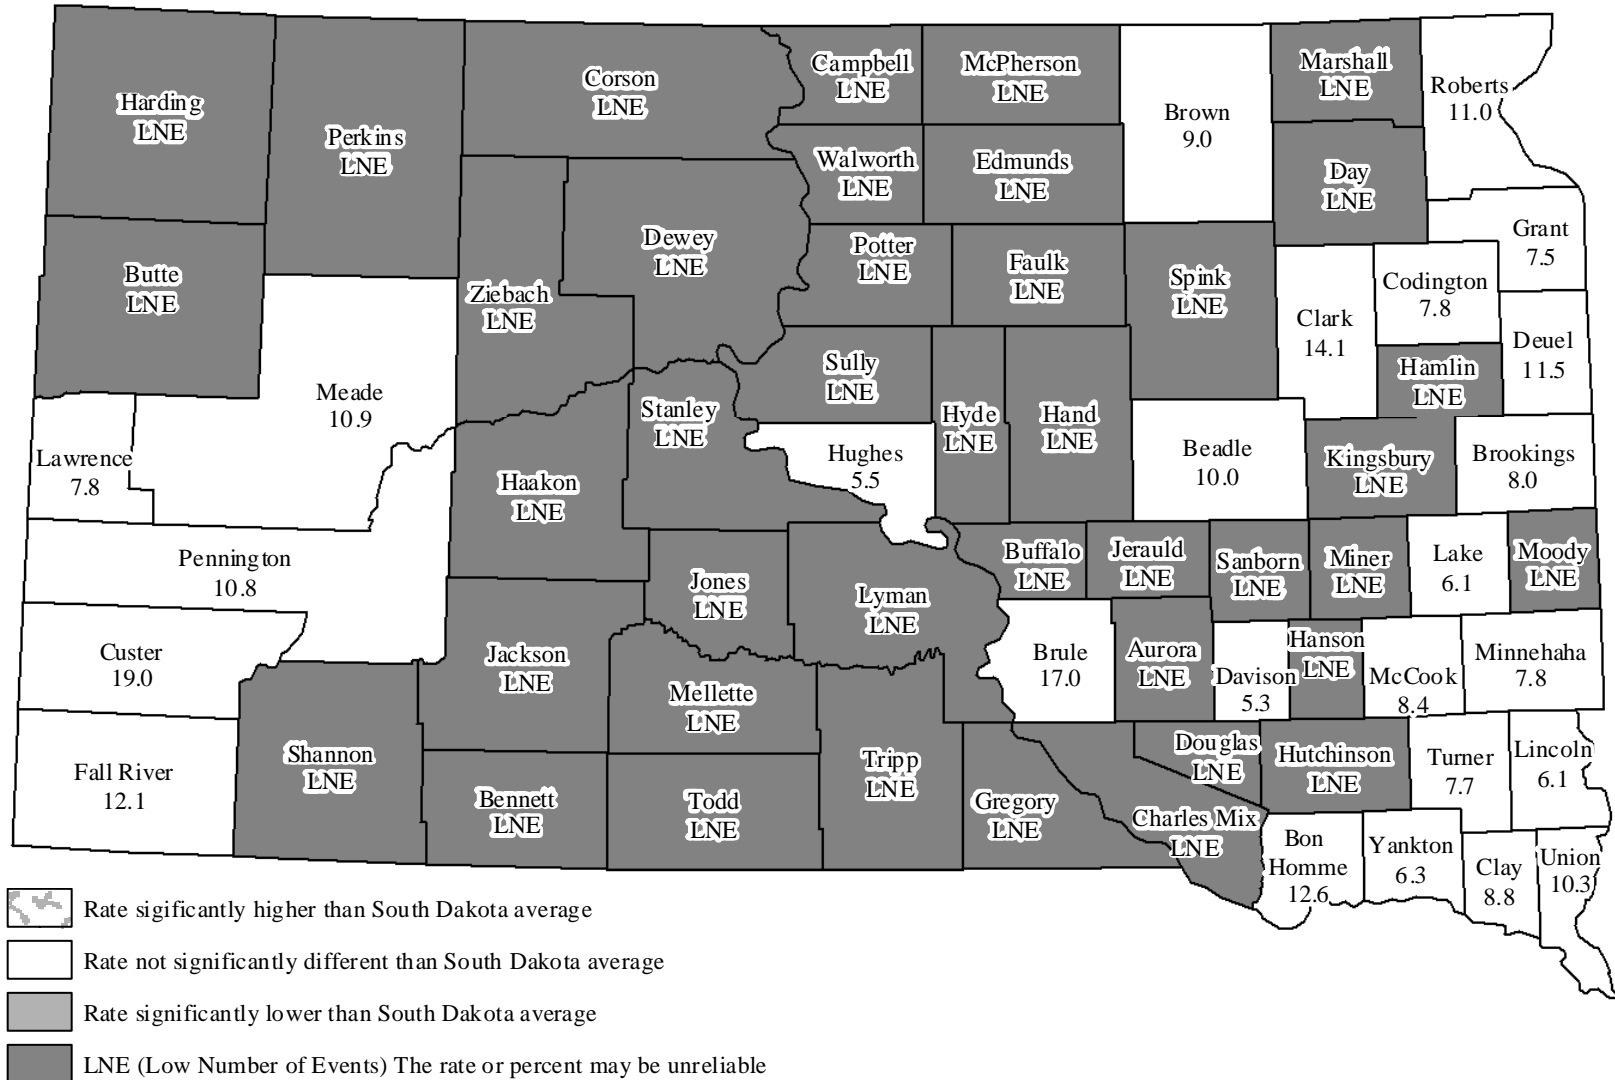 Harding
LNE
Perkins
LNE
Corson
LNE
Campbell
LNE
McPherson
LNE
Brown
9.0
Marshall
LNE
Roberts
11.0
Walworth
LNE
Edmunds
LNE
Day
LNE
Butte
LNE
Ziebach
LNE
Dewey
LNE
Potter
LNE
Faulk
LNE
Spink
LNE
Grant
7.5
Codington
7.8
Clark
14.1
Deuel
11.5
Hamlin
LNE
Meade
10.9
Stanley
LNE
Sully
LNE
Hyde
LNE
Hand
LNE
Lawrence
7.8
Haakon
LNE
Hughes
5.5
Beadle
10.0
Kingsbury
LNE
Brookings
8.0
Pennington
10.8
Jones
LNE
Lyman
LNE
Buffalo
LNE
Jerauld
LNE
Sanborn
LNE
Miner
LNE
Lake
6.1
Moody
LNE
Custer
19.0
Jackson
LNE
Mellette
LNE
Brule
17.0
Aurora
LNE
Davison
5.3
Hanson
LNE
McCook
8.4
Minnehaha
7.8
Fall River
12.1
Shannon
LNE
Bennett
LNE
Todd
LNE
Tripp
LNE
Gregory
LNE
Douglas
LNE
Charles Mix
LNE
Hutchinson
LNE
Turner
7.7
Lincoln
6.1
Bon
Homme
12.6
Yankton
6.3
Clay
8.8
Union
10.3
Rate sigificantly higher than South Dakota average
Rate not significantly different than South Dakota average
Rate significantly lower than South Dakota average
LNE (Low Number of Events) The rate or percent may be unreliable